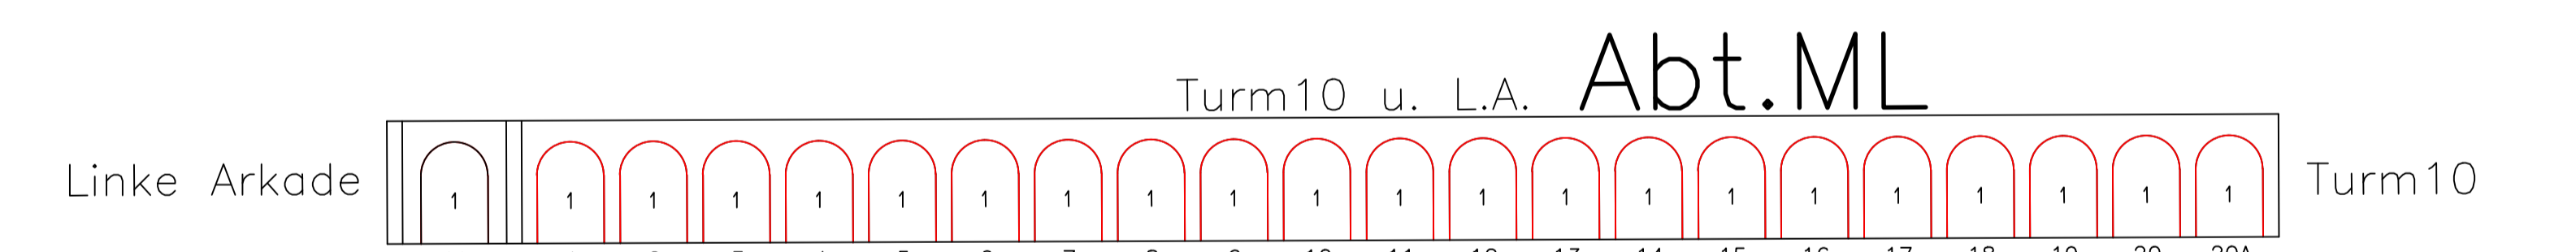 Turm10 u. L.A. Abt.ML
Linke Arkade 1 1 1 1 1 1 1 1 1 1 1 1 1 1 1 1 1 1 1 1 1 1 Turm10